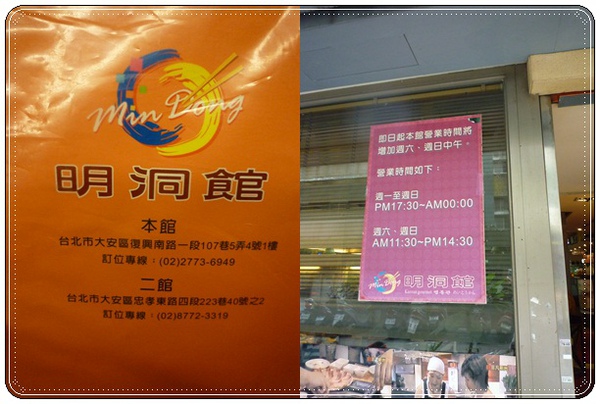 Min Dong
明洞館
本館
台北市大安區復興南路一段107巷5弄4號1樓
訂位專線：(02)2773-6949
二館
台北市大安區忠孝東路四段223巷40號之2
訂位專線：(02)8772-3319
即日起本館營業時間將
增加週六、週日中午。
營業時間如下：
週一至週日
PM17:30~AM00:00
週六、週日
AM11:30~PM14:30
Min Dong
明洞館